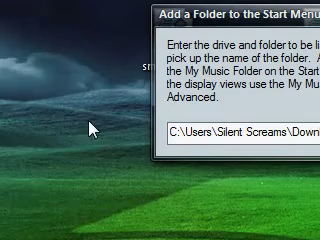 Add a Folder to the Start Menu
Enter the drive and folder to be li
pick up the name of the folder. A
the My Music Folder on the Start
the display views use the My Mu
Advanced.
C:\Users\Silent Screams\Downl